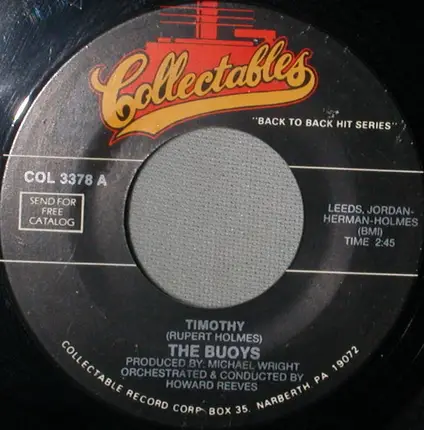 Collectables
"BACK TO BACK HIT SERIES"
COL 3378 A
SEND FOR
FREE
CATALOG
LEEDS, JORDAN-
HERMAN-HOLMES
(BMI)
TIME 2:45
TIMOTHY
(RUPERT HOLMES)
THE BUOYS
PRODUCED BY: MICHAEL WRIGHT
ORCHESTRATED & CONDUCTED BY
HOWARD REEVES
COLLECTABLE RECORD CORP BOX 35, NARBERTH PA 19072